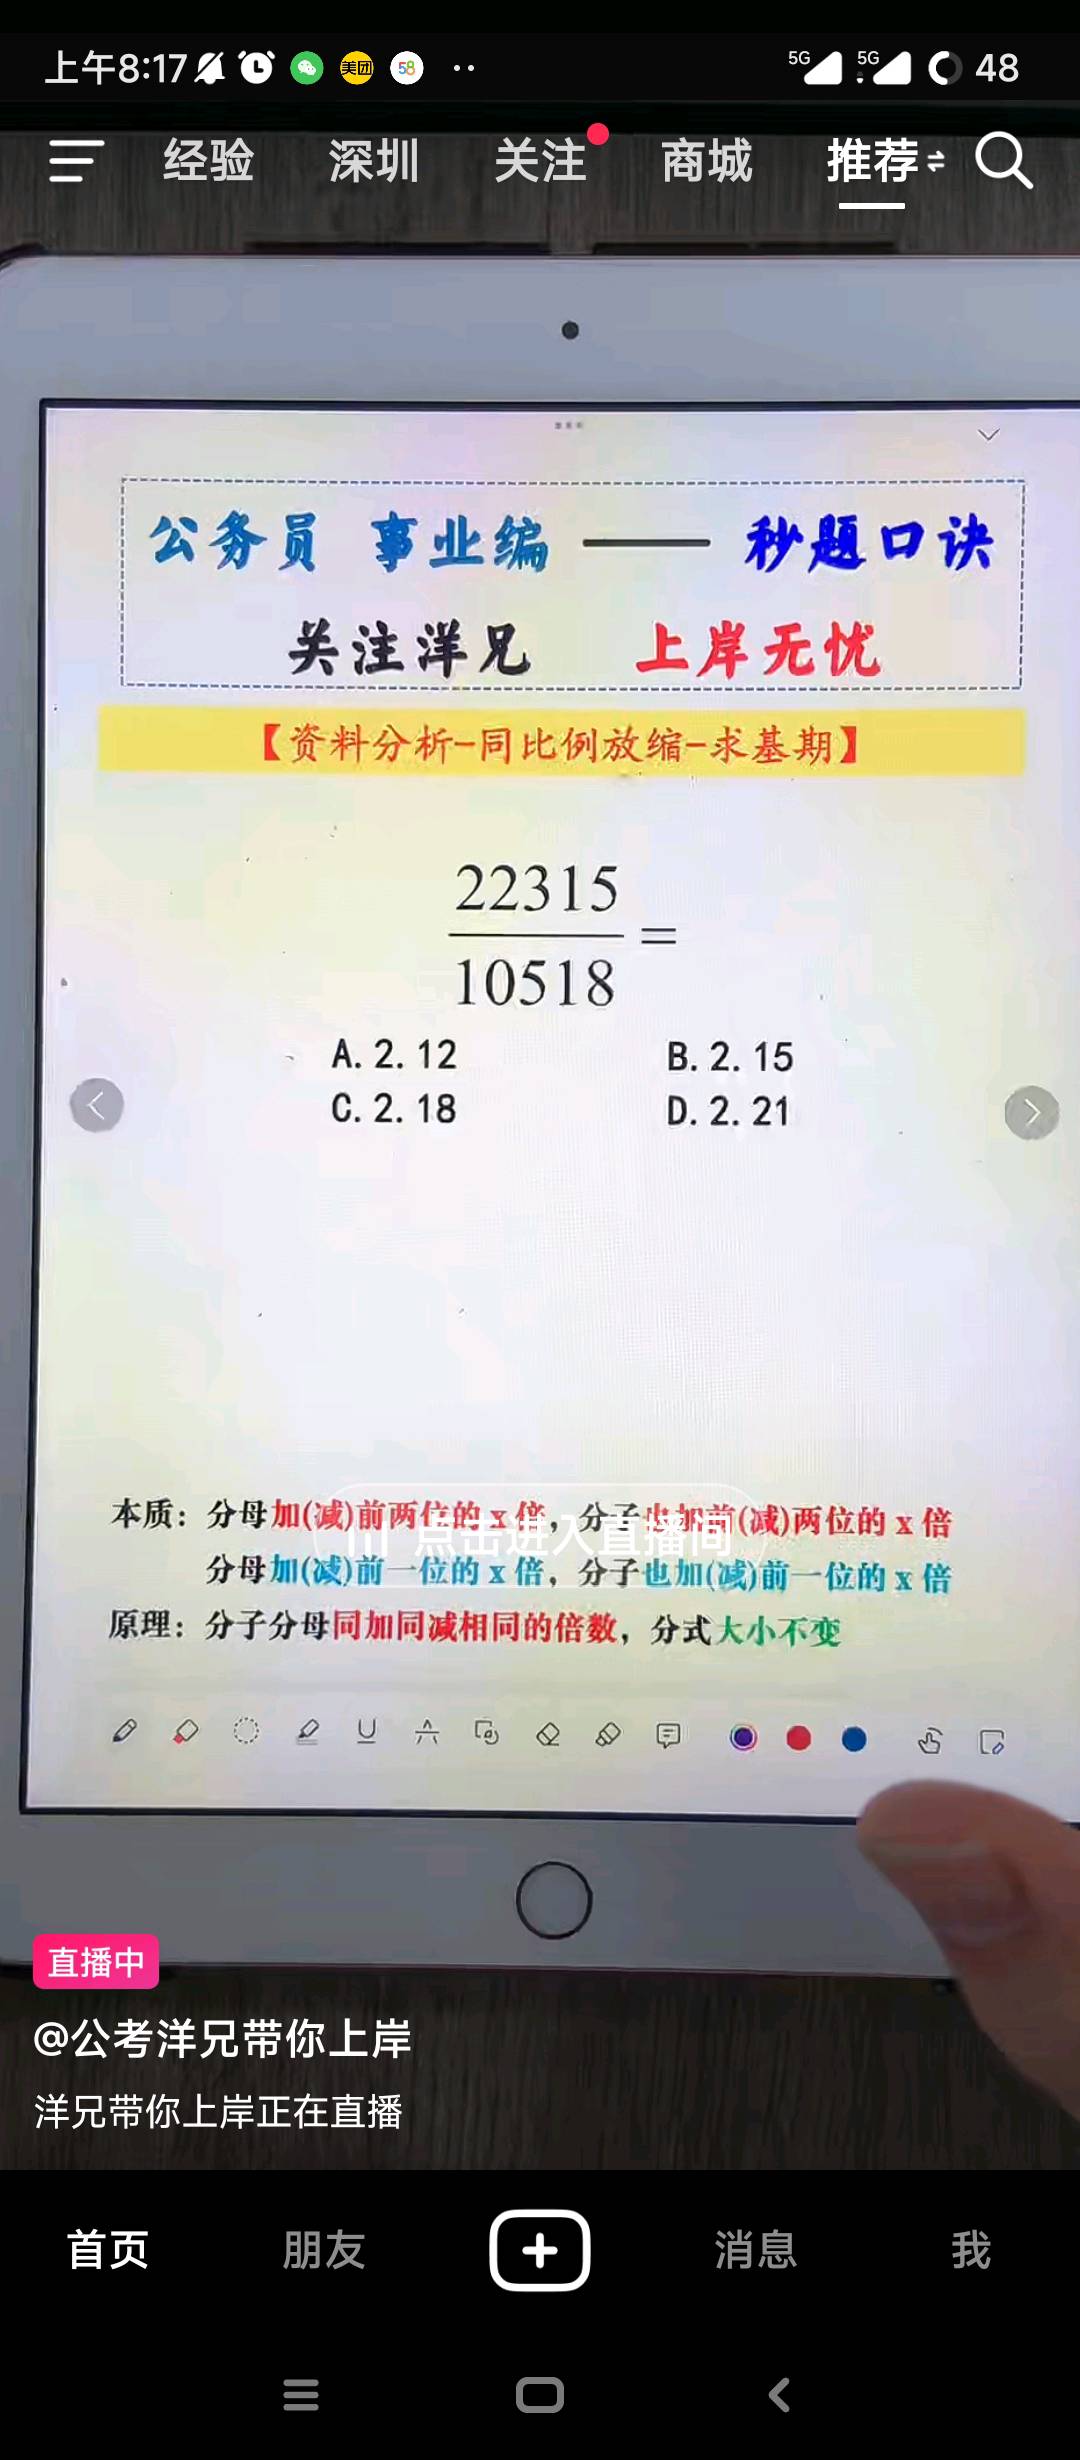 上午8:17 美团 58 5G 5G 48
经验 深圳 关注 商城 推荐
公务员 事业编 —— 秒题口诀
关注洋兄 上岸无忧
【资料分析-同比例放缩-求基期】
22315
=
10518
A. 2. 12 B. 2. 15
C. 2. 18 D. 2. 21
本质：分母加(减)前两位的 x 倍，分子也加前(减)两位的 x 倍
点击进入直播间
分母加(减)前一位的 x 倍，分子也加(减)前一位的 x 倍
原理：分子分母同加同减相同的倍数，分式大小不变
直播中
@公考洋兄带你上岸
洋兄带你上岸正在直播
首页 朋友 消息 我